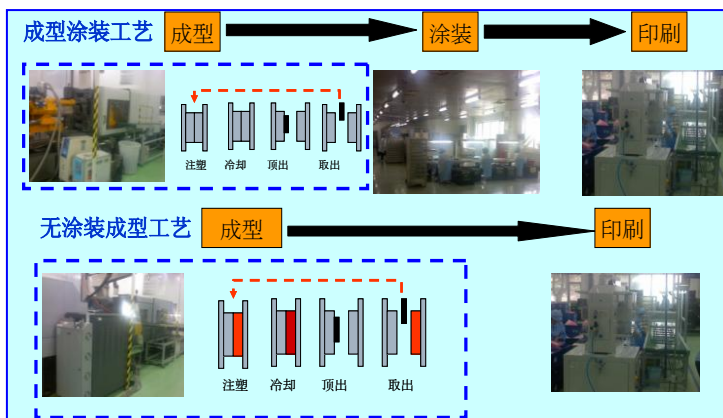 成型涂装工艺 成型 涂装 印刷
注塑 冷却 顶出 取出
无涂装成型工艺 成型 印刷
注塑 冷却 顶出 取出